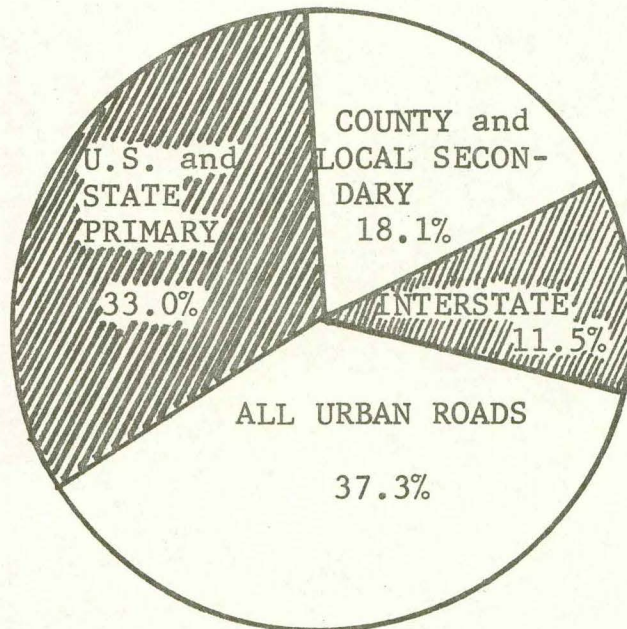 COUNTY and
LOCAL SECON-
DARY
18.1%
U.S. and
STATE
PRIMARY
33.0%
INTERSTATE
11.5%
ALL URBAN ROADS
37.3%